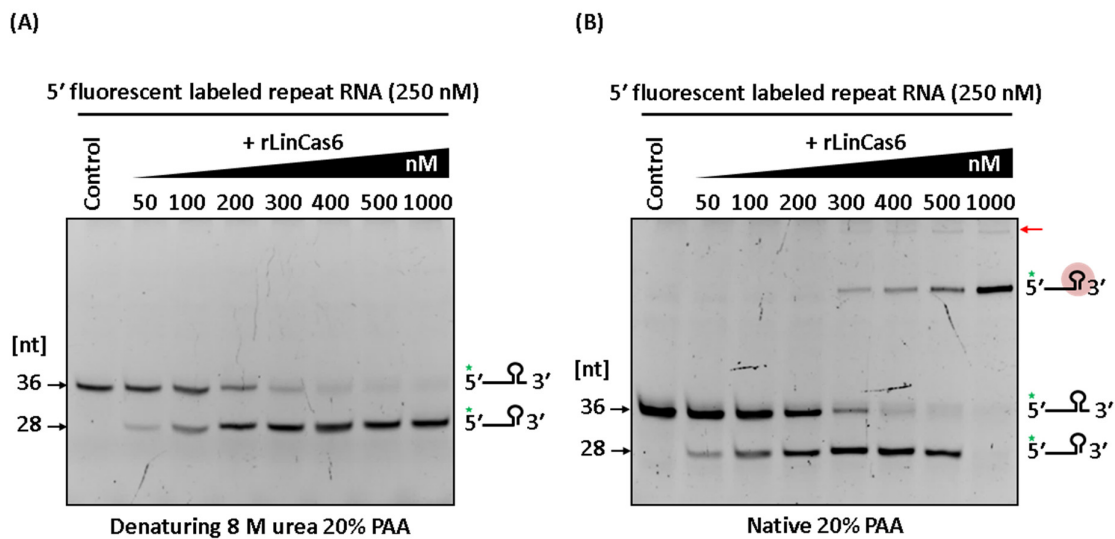 (A)
5′ fluorescent labeled repeat RNA (250 nM)
Control
+ rLinCas6
nM
50 100 200 300 400 500 1000
[nt]
36
28
5′ 3′
5′ 3′
Denaturing 8 M urea 20% PAA
(B)
5′ fluorescent labeled repeat RNA (250 nM)
Control
+ rLinCas6
nM
50 100 200 300 400 500 1000
5′ 3′
[nt]
36
28
5′ 3′
5′ 3′
Native 20% PAA